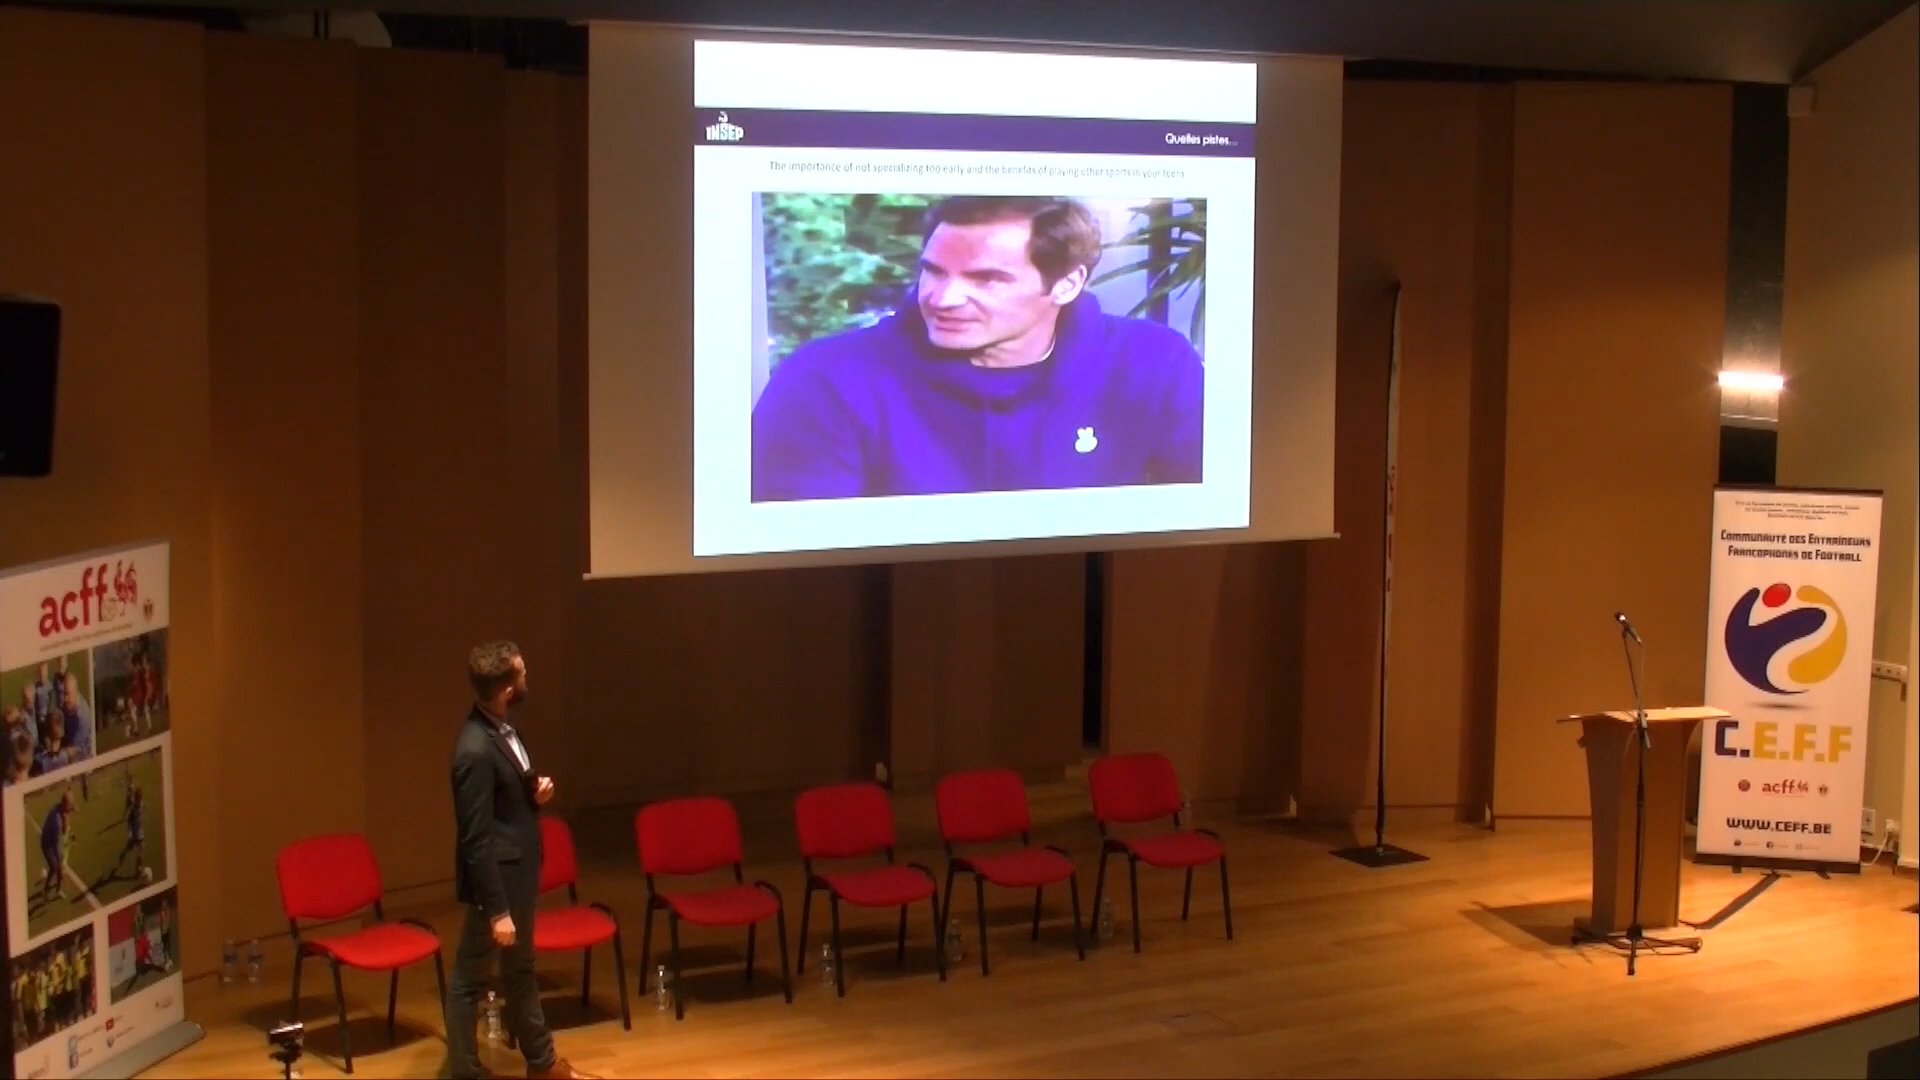 INSEP
Quelles pistes...
The importance of not specializing too early and the benefits of playing other sports in your teens
acff
Communauté des Entraîneurs
Francophones de Football
C.E.F.F
acff
www.ceff.be